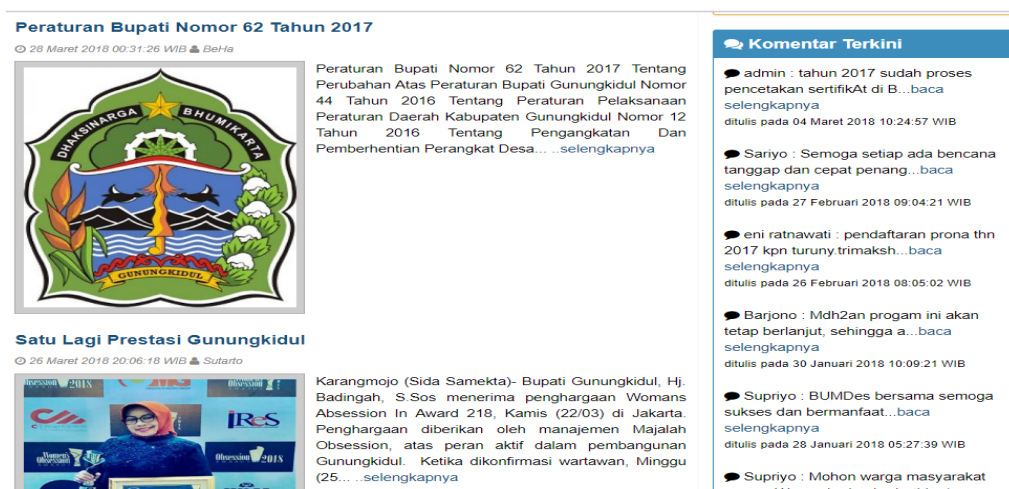 Peraturan Bupati Nomor 62 Tahun 2017
28 Maret 2018 00:31:26 WIB BeHa
DHAKSINARGA BHUMIKARTA
GUNUNGKIDUL
Peraturan Bupati Nomor 62 Tahun 2017 Tentang
Perubahan Atas Peraturan Bupati Gunungkidul Nomor
44 Tahun 2016 Tentang Peraturan Pelaksanaan
Peraturan Daerah Kabupaten Gunungkidul Nomor 12
Tahun 2016 Tentang Pengangkatan Dan
Pemberhentian Perangkat Desa... ..selengkapnya
Satu Lagi Prestasi Gunungkidul
26 Maret 2018 20:06:18 WIB Sutarto
Obsession 2018
IReS
Women's
Obsession 2018
Karangmojo (Sida Samekta)- Bupati Gunungkidul, Hj.
Badingah, S.Sos menerima penghargaan Womans
Absession In Award 218, Kamis (22/03) di Jakarta.
Penghargaan diberikan oleh manajemen Majalah
Obsession, atas peran aktif dalam pembangunan
Gunungkidul. Ketika dikonfirmasi wartawan, Minggu
(25... ..selengkapnya
Komentar Terkini
admin : tahun 2017 sudah proses
pencetakan sertifikAt di B...baca
selengkapnya
ditulis pada 04 Maret 2018 10:24:57 WIB
Sariyo : Semoga setiap ada bencana
tanggap dan cepat penang...baca
selengkapnya
ditulis pada 27 Februari 2018 09:04:21 WIB
eni ratnawati : pendaftaran prona thn
2017 kpn turuny.trimaksh...baca
selengkapnya
ditulis pada 26 Februari 2018 08:05:02 WIB
Barjono : Mdh2an progam ini akan
tetap berlanjut, sehingga a...baca
selengkapnya
ditulis pada 30 Januari 2018 10:09:21 WIB
Supriyo : BUMDes bersama semoga
sukses dan bermanfaat...baca
selengkapnya
ditulis pada 28 Januari 2018 05:27:39 WIB
Supriyo : Mohon warga masyarakat